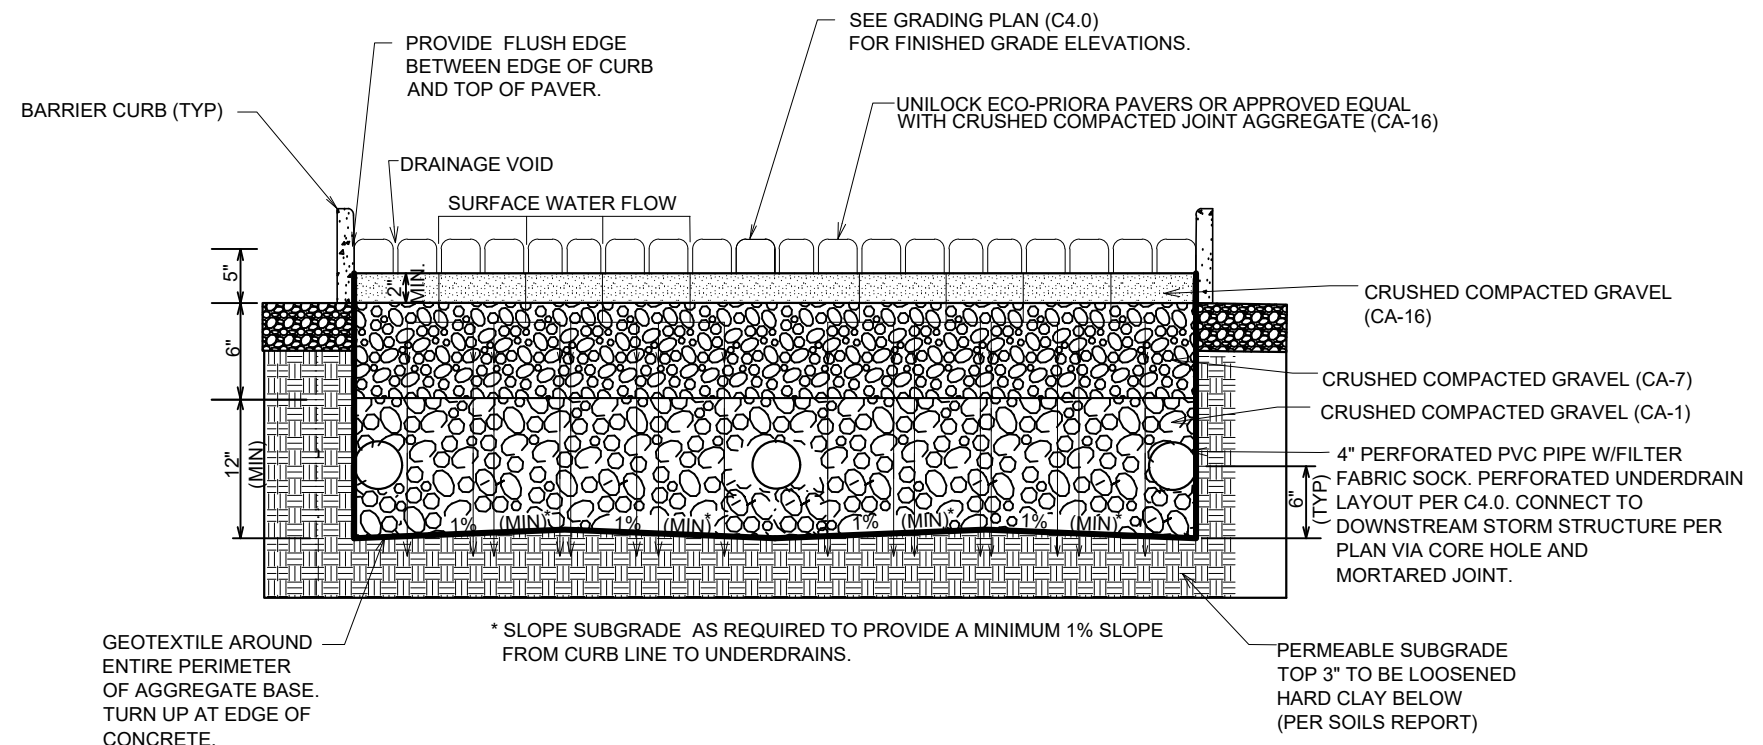 SEE GRADING PLAN (C4.0)
FOR FINISHED GRADE ELEVATIONS.
PROVIDE FLUSH EDGE
BETWEEN EDGE OF CURB
AND TOP OF PAVER.
BARRIER CURB (TYP)
UNILOCK ECO-PRIORA PAVERS OR APPROVED EQUAL
WITH CRUSHED COMPACTED JOINT AGGREGATE (CA-16)
DRAINAGE VOID
SURFACE WATER FLOW
5"
2"
MIN.
6"
12"
(MIN)
CRUSHED COMPACTED GRAVEL
(CA-16)
CRUSHED COMPACTED GRAVEL (CA-7)
CRUSHED COMPACTED GRAVEL (CA-1)
4" PERFORATED PVC PIPE W/FILTER
FABRIC SOCK. PERFORATED UNDERDRAIN
LAYOUT PER C4.0. CONNECT TO
DOWNSTREAM STORM STRUCTURE PER
PLAN VIA CORE HOLE AND
MORTARED JOINT.
6"
(TYP)
1% (MIN)* 1% (MIN)* 1% (MIN)* 1% (MIN)*
* SLOPE SUBGRADE AS REQUIRED TO PROVIDE A MINIMUM 1% SLOPE
FROM CURB LINE TO UNDERDRAINS.
GEOTEXTILE AROUND
ENTIRE PERIMETER
OF AGGREGATE BASE.
TURN UP AT EDGE OF
CONCRETE.
PERMEABLE SUBGRADE
TOP 3" TO BE LOOSENED
HARD CLAY BELOW
(PER SOILS REPORT)